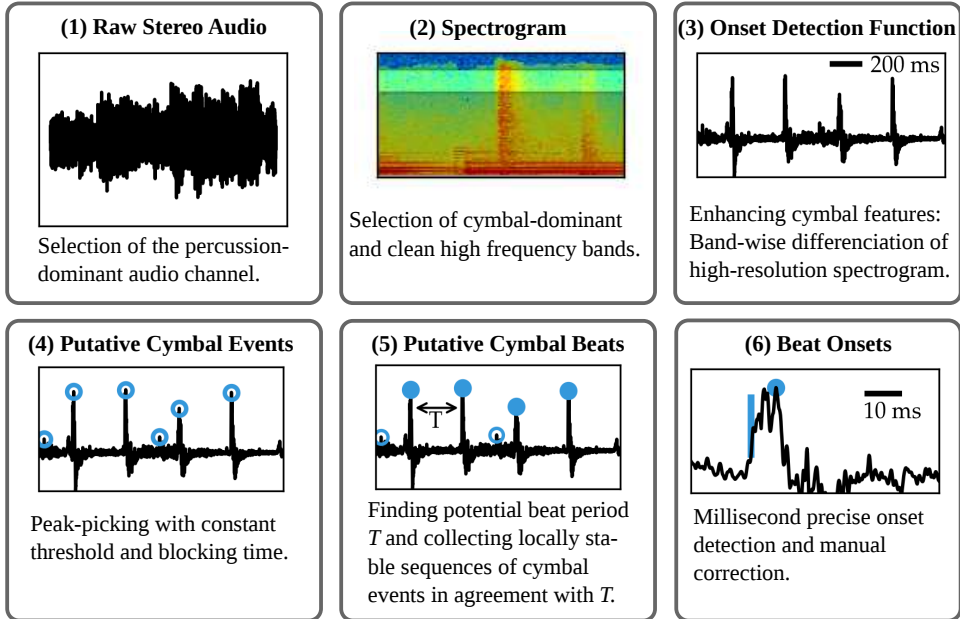 (1) Raw Stereo Audio
Selection of the percussion-
dominant audio channel.
(2) Spectrogram
Selection of cymbal-dominant
and clean high frequency bands.
(3) Onset Detection Function
200 ms
Enhancing cymbal features:
Band-wise differenciation of
high-resolution spectrogram.
(4) Putative Cymbal Events
Peak-picking with constant
threshold and blocking time.
(5) Putative Cymbal Beats
T
Finding potential beat period
T and collecting locally sta-
ble sequences of cymbal
events in agreement with T.
(6) Beat Onsets
10 ms
Millisecond precise onset
detection and manual
correction.